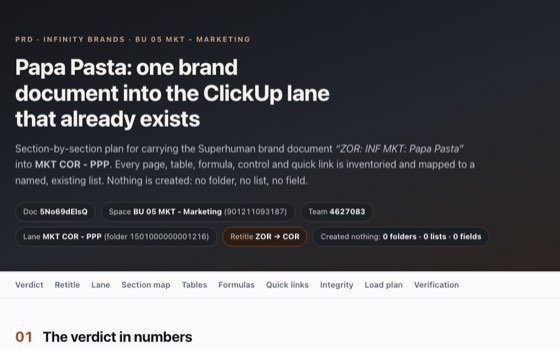 PRD · INFINITY BRANDS · BU 05 MKT - MARKETING
Papa Pasta: one brand
document into the ClickUp lane
that already exists
Section-by-section plan for carrying the Superhuman brand document "ZOR: INF MKT: Papa Pasta"
into MKT COR - PPP. Every page, table, formula, control and quick link is inventoried and mapped to a
named, existing list. Nothing is created: no folder, no list, no field.
Doc 5No69dEIsQ Space BU 05 MKT - Marketing (901211093187) Team 4627083
Lane MKT COR - PPP (folder 1501000000001216) Retitle ZOR → COR Created nothing: 0 folders · 0 lists · 0 fields
Verdict Retitle Lane Section map Tables Formulas Quick links Integrity Load plan Verification
01 The verdict in numbers